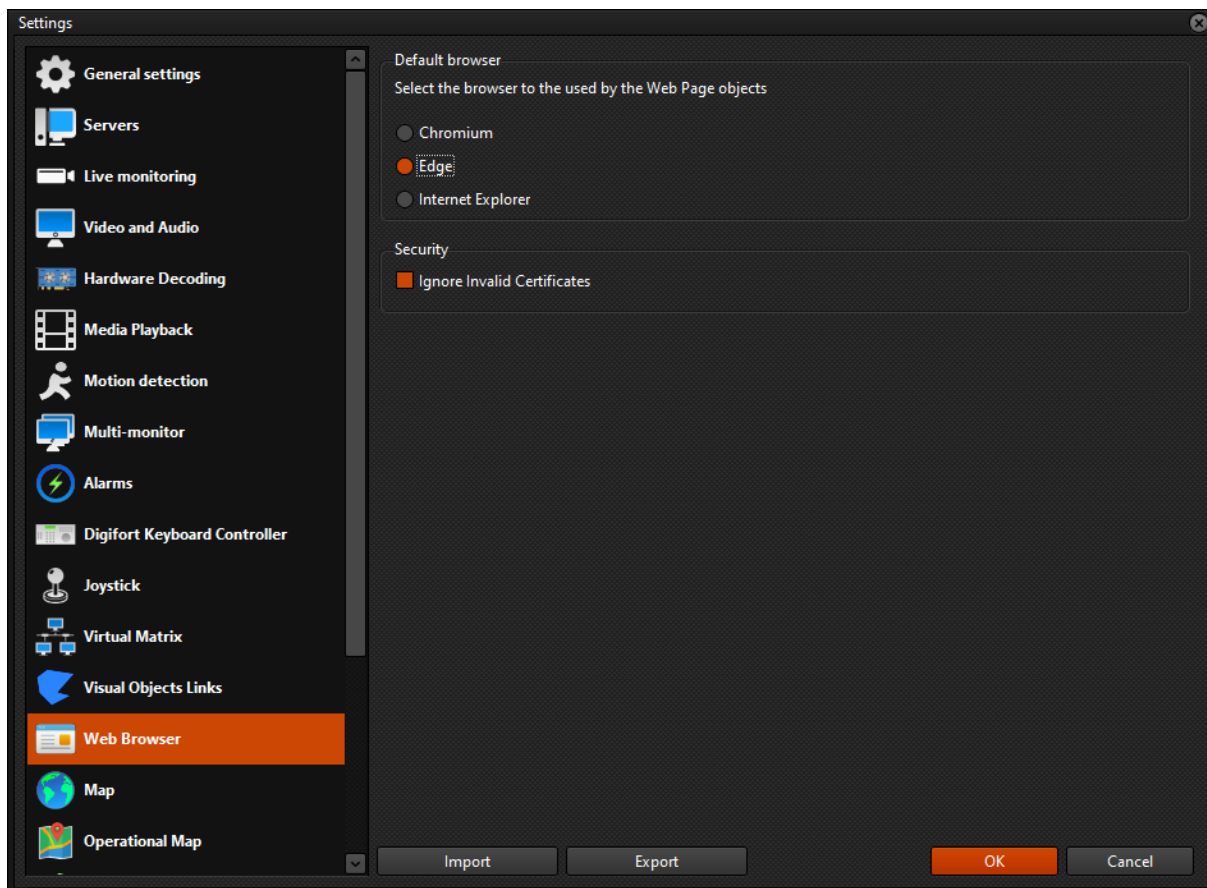 Settings
General settings
Servers
Live monitoring
Video and Audio
Hardware Decoding
Media Playback
Motion detection
Multi-monitor
Alarms
Digifort Keyboard Controller
Joystick
Virtual Matrix
Visual Objects Links
Web Browser
Map
Operational Map
Default browser
Select the browser to the used by the Web Page objects
Chromium
Edge
Internet Explorer
Security
Ignore Invalid Certificates
Import
Export
OK
Cancel